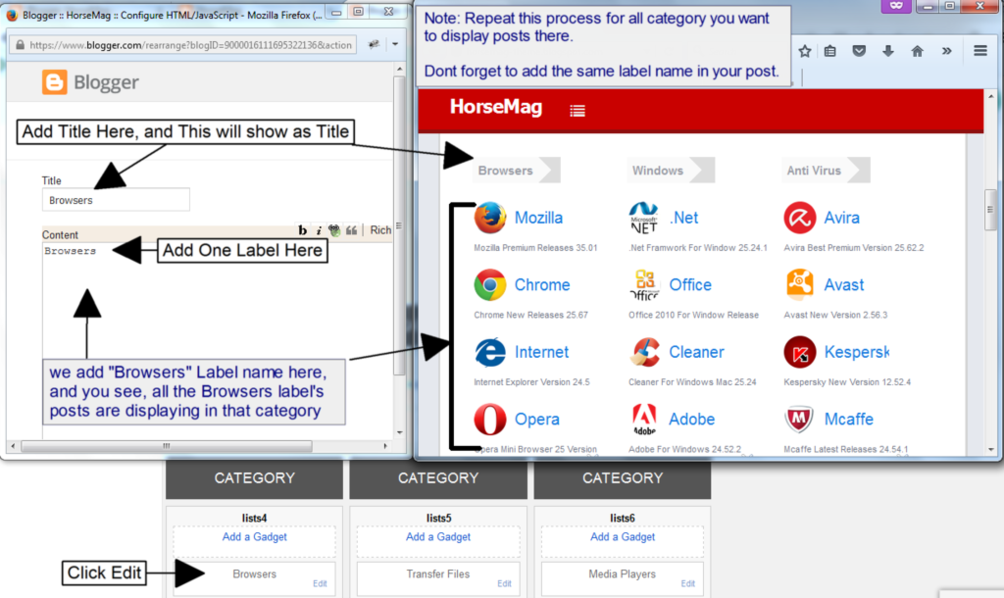 Blogger :: HorseMag :: Configure HTML/JavaScript - Mozilla Firefox (...
https://www.blogger.com/rearrange?blogID=9000016111695322136&action
Blogger
Add Title Here, and This will show as Title
Title
Browsers
Content
b i Rich
Browsers
Add One Label Here
we add "Browsers" Label name here,
and you see, all the Browsers label's
posts are displaying in that category
Note: Repeat this process for all category you want
to display posts there.
Dont forget to add the same label name in your post.
HorseMag
Browsers Windows Anti Virus
Mozilla Microsoft .NET .Net Avira
Mozilla Premium Releases 35.01 .Net Framwork For Window 25.24.1 Avira Best Premium Version 25.62.2
Chrome Office Office Avast
Chrome New Releases 25.67 Office 2010 For Window Release Avast New Version 2.56.3
Internet Cleaner Kespersk
Internet Explorer Version 24.5 Cleaner For Windows Mac 25.24 Kespersky New Version 12.52.4
Opera Adobe Adobe Mcaffe
Opera Mini Browser 25 Version Adobe For Windows 24.52.2 Mcaffe Latest Releases 24.54.1
CATEGORY CATEGORY CATEGORY
lists4 lists5 lists6
Add a Gadget Add a Gadget Add a Gadget
Click Edit
Browsers Transfer Files Media Players
Edit Edit Edit